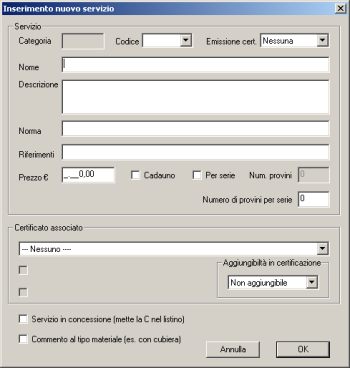 Inserimento nuovo servizio
Servizio
Categoria Codice Emissione cert. Nessuna
Nome
Descrizione
Norma
Riferimenti
Prezzo € _.__0,00 Cadauno Per serie Num. provini 0
Numero di provini per serie 0
Certificato associato
--- Nessuno ----
Aggiungibiltà in certificazione
Non aggiungibile
Servizio in concessione (mette la C nel listino)
Commento al tipo materiale (es. con cubiera)
Annulla OK